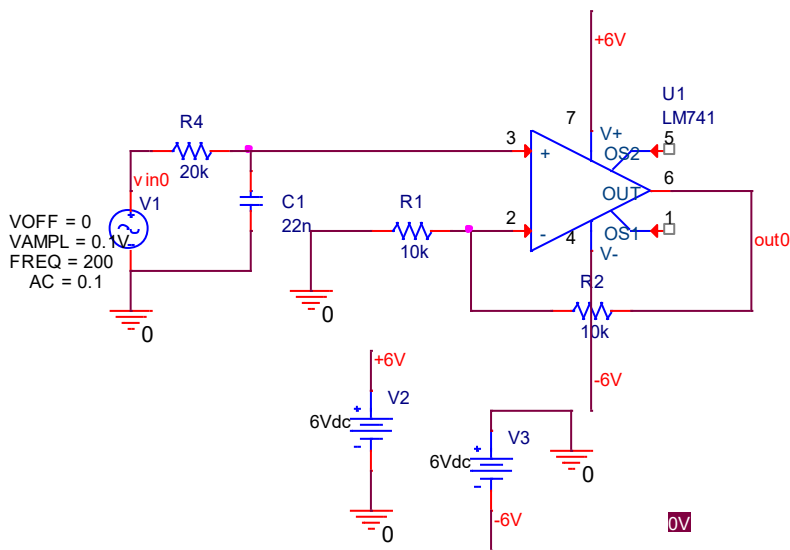 +6V
U1
LM741
7
V+
5
OS2
3
+
R4
20k
vin0
V1
VOFF = 0
VAMPL = 0.1V
FREQ = 200
AC = 0.1
C1
22n
R1
10k
2
-
OUT
6
4
OS1
1
V-
out0
R2
10k
0
0
+6V
-6V
V2
6Vdc
V3
6Vdc
0
0
-6V
0V